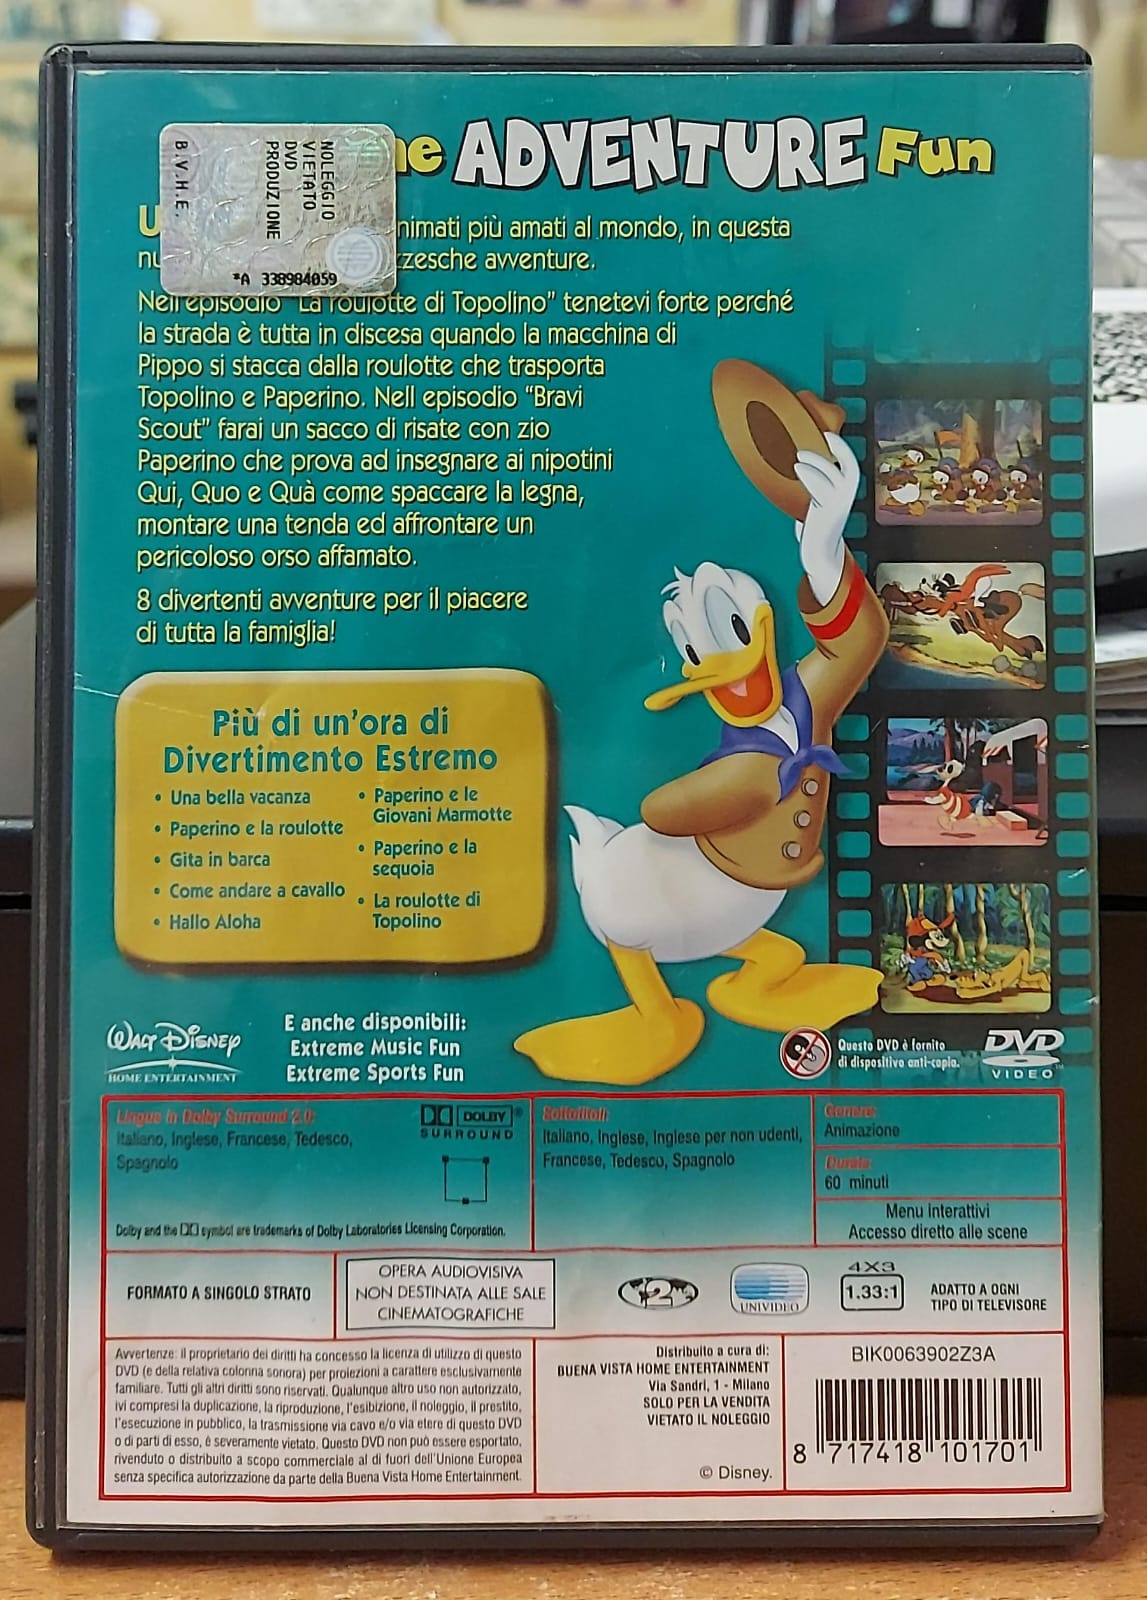 NOLEGGIO
VIETATO
DVD
PRODUZIONE
B.V.H.E.
*A 338984059
me ADVENTURE Fun
nimati più amati al mondo, in questa
zzesche avventure.
Nell'episodio "La roulotte di Topolino" tenetevi forte perché
la strada è tutta in discesa quando la macchina di
Pippo si stacca dalla roulotte che trasporta
Topolino e Paperino. Nell episodio "Bravi
Scout" farai un sacco di risate con zio
Paperino che prova ad insegnare ai nipotini
Qui, Quo e Quà come spaccare la legna,
montare una tenda ed affrontare un
pericoloso orso affamato.
8 divertenti avventure per il piacere
di tutta la famiglia!
Più di un'ora di
Divertimento Estremo
• Una bella vacanza
• Paperino e la roulotte
• Gita in barca
• Come andare a cavallo
• Hallo Aloha
• Paperino e le
Giovani Marmotte
• Paperino e la
sequoia
• La roulotte di
Topolino
WALT DISNEY
HOME ENTERTAINMENT
E anche disponibili:
Extreme Music Fun
Extreme Sports Fun
Questo DVD è fornito
di dispositivo anti-copia.
DVD
VIDEO
Lingue in Dolby Surround 2.0:
Italiano, Inglese, Francese, Tedesco,
Spagnolo
DOLBY
SURROUND
Dolby and the symbol are trademarks of Dolby Laboratories Licensing Corporation.
Sottotitoli:
Italiano, Inglese, Inglese per non udenti,
Francese, Tedesco, Spagnolo
Genere:
Animazione
Durata:
60 minuti
Menu interattivi
Accesso diretto alle scene
FORMATO A SINGOLO STRATO
OPERA AUDIOVISIVA
NON DESTINATA ALLE SALE
CINEMATOGRAFICHE
2
UNIVIDEO
4X3
1.33:1
ADATTO A OGNI
TIPO DI TELEVISORE
Avvertenze: il proprietario dei diritti ha concesso la licenza di utilizzo di questo
DVD (e della relativa colonna sonora) per proiezioni a carattere esclusivamente
familiare. Tutti gli altri diritti sono riservati. Qualunque altro uso non autorizzato,
ivi compresi la duplicazione, la riproduzione, l'esibizione, il noleggio, il prestito,
l'esecuzione in pubblico, la trasmissione via cavo e/o via etere di questo DVD
o di parti di esso, è severamente vietato. Questo DVD non può essere esportato,
rivenduto o distribuito a scopo commerciale al di fuori dell'Unione Europea
senza specifica autorizzazione da parte della Buena Vista Home Entertainment.
Distribuito a cura di:
BUENA VISTA HOME ENTERTAINMENT
Via Sandri, 1 - Milano
SOLO PER LA VENDITA
VIETATO IL NOLEGGIO
© Disney.
BIK0063902Z3A
8 717418 101701